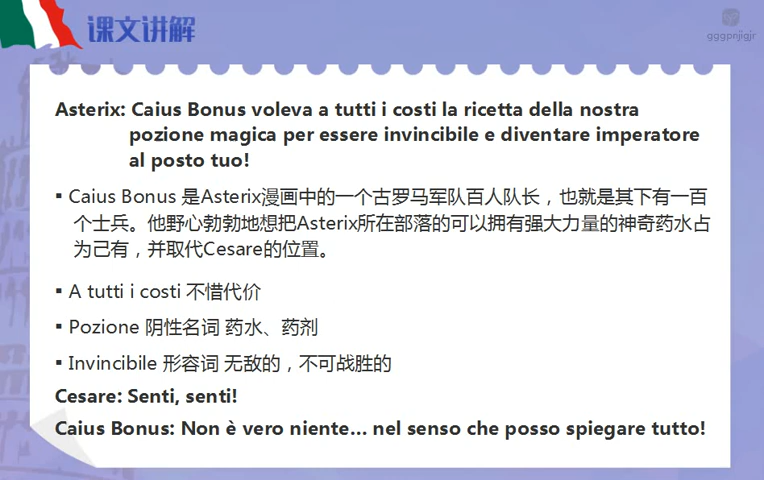 课文讲解
gggpnjigjr
Asterix: Caius Bonus voleva a tutti i costi la ricetta della nostra
pozione magica per essere invincibile e diventare imperatore
al posto tuo!
▪ Caius Bonus 是Asterix漫画中的一个古罗马军队百人队长，也就是其下有一百
个士兵。他野心勃勃地想把Asterix所在部落的可以拥有强大力量的神奇药水占
为己有，并取代Cesare的位置。
▪ A tutti i costi 不惜代价
▪ Pozione 阴性名词 药水、药剂
▪ Invincibile 形容词 无敌的，不可战胜的
Cesare: Senti, senti!
Caius Bonus: Non è vero niente... nel senso che posso spiegare tutto!